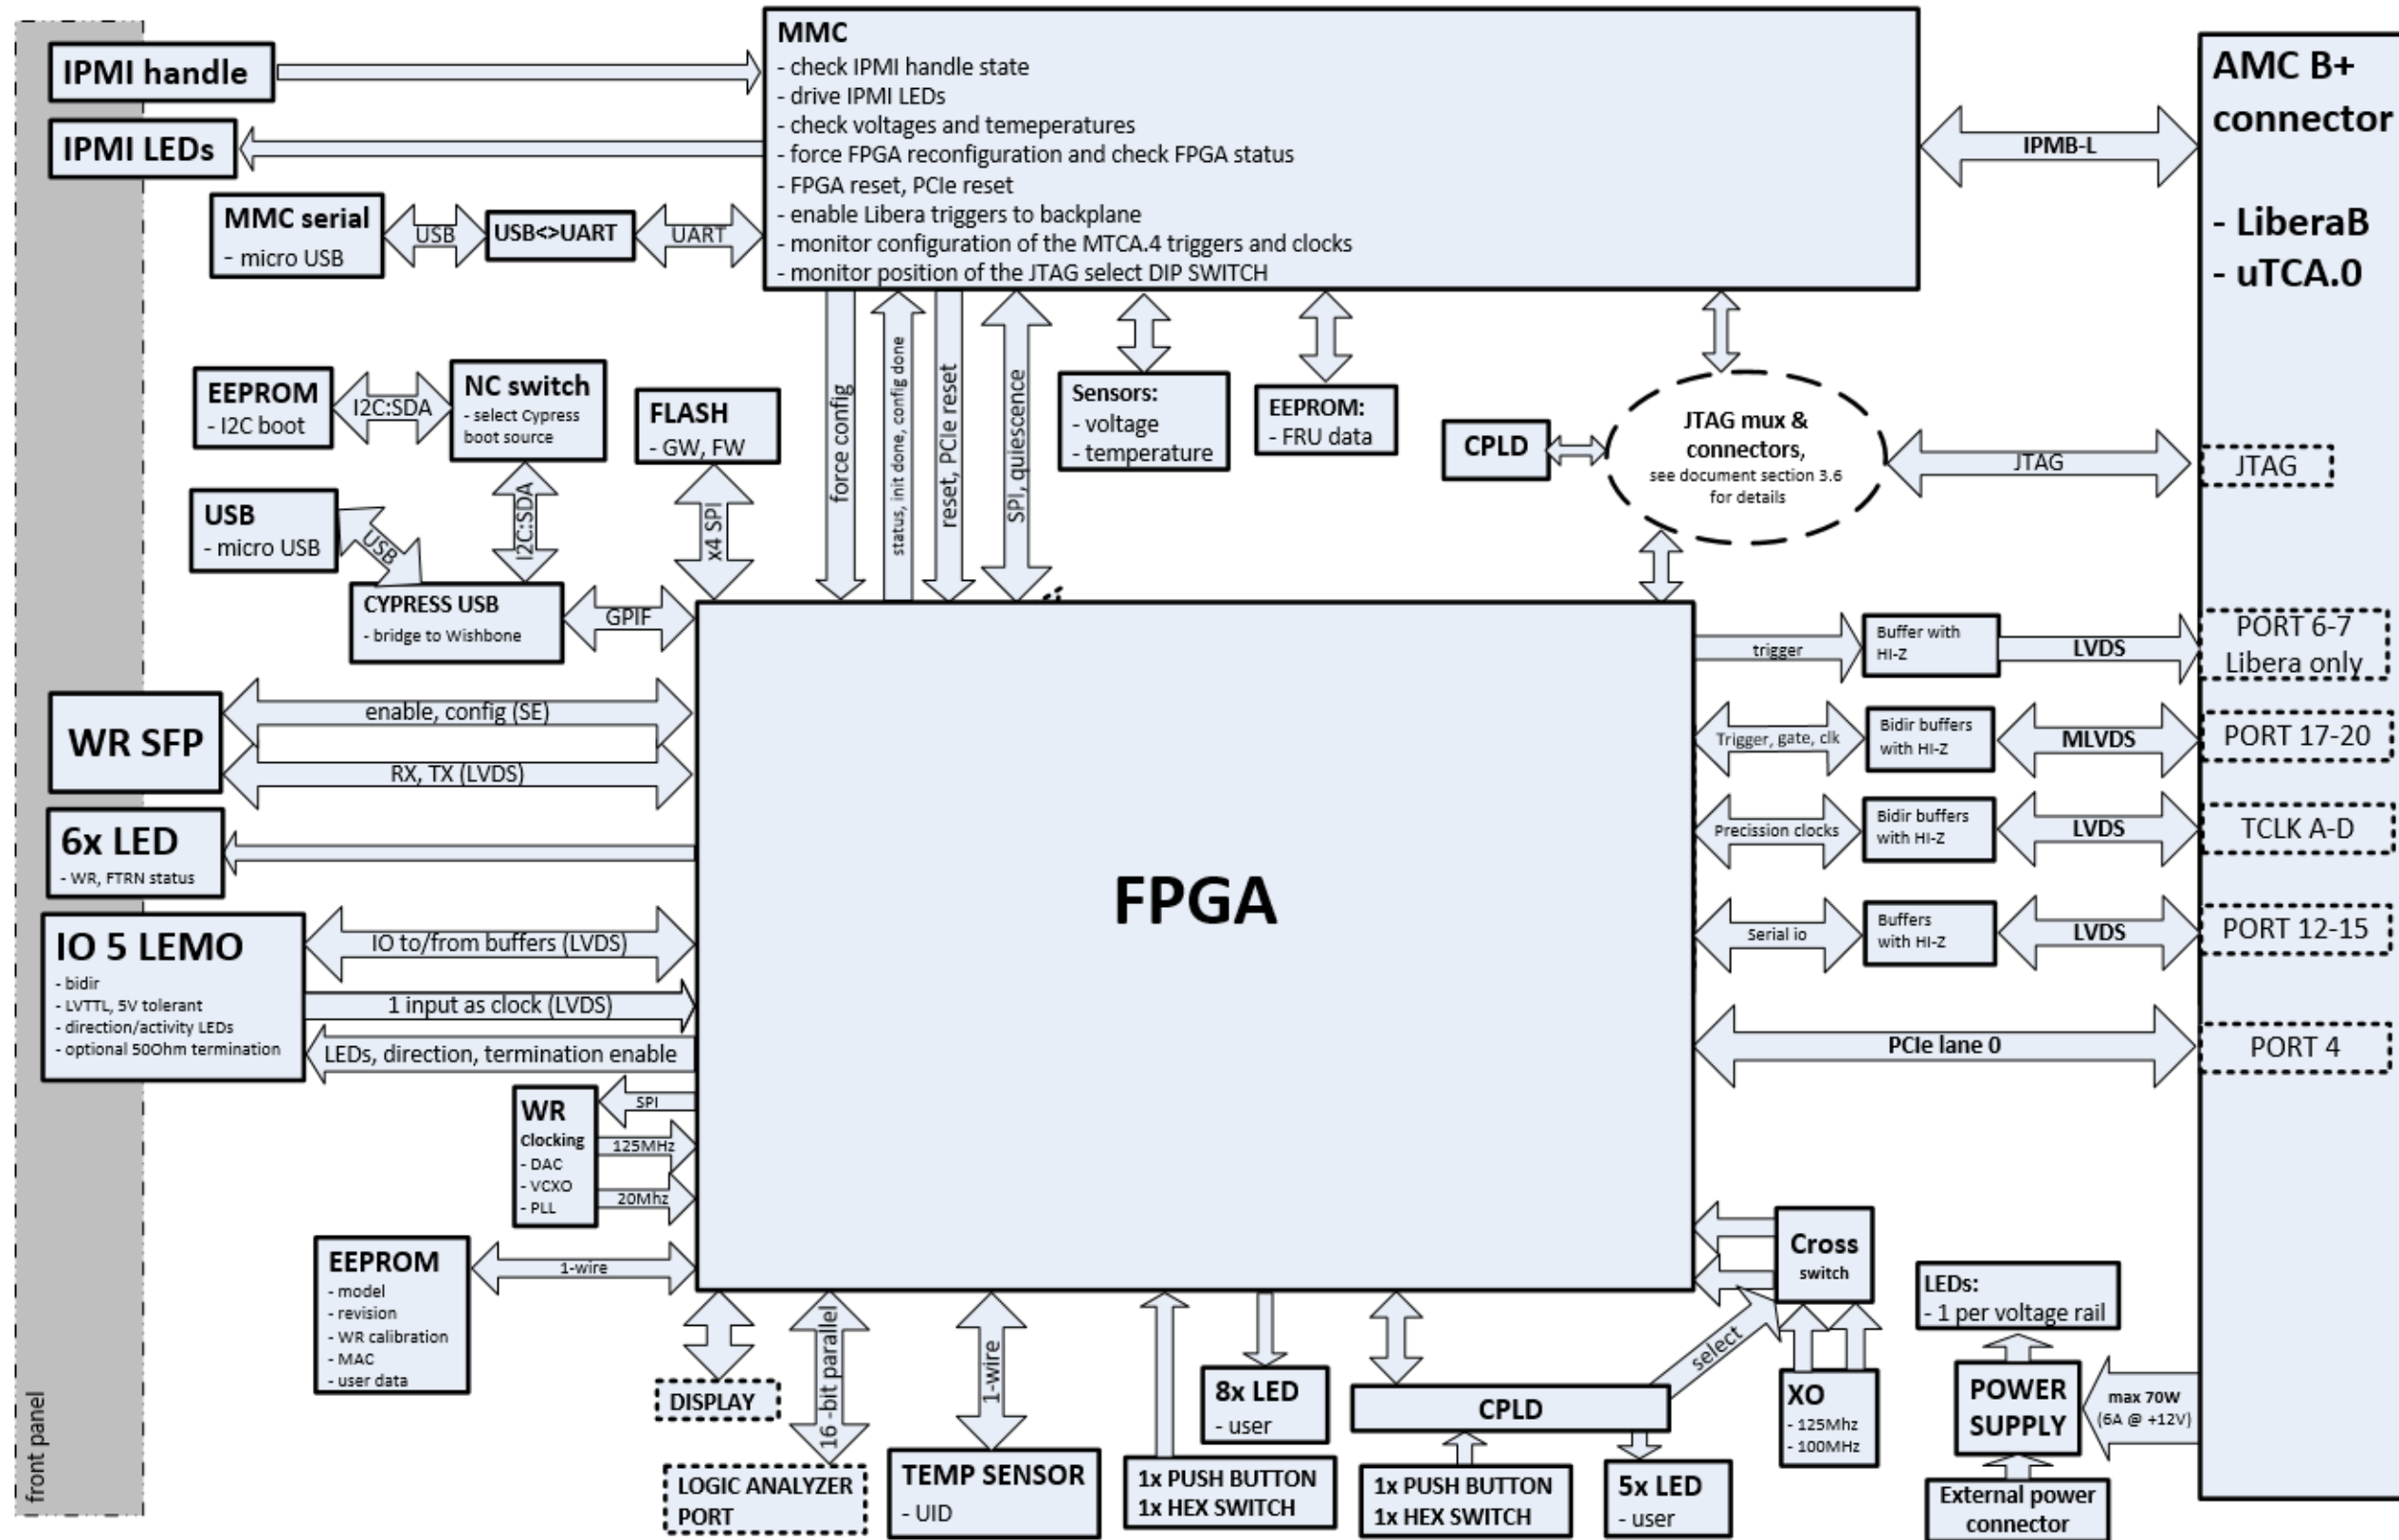 MMC
- check IPMI handle state
- drive IPMI LEDs
- check voltages and temeperatures
- force FPGA reconfiguration and check FPGA status
- FPGA reset, PCIe reset
- enable Libera triggers to backplane
- monitor configuration of the MTCA.4 triggers and clocks
- monitor position of the JTAG select DIP SWITCH
IPMI handle
IPMI LEDs
MMC serial
- micro USB
USB
USB<>UART
UART
IPMB-L
AMC B+
connector
- LiberaB
- uTCA.0
EEPROM
- I2C boot
I2C:SDA
NC switch
- select Cypress
boot source
FLASH
- GW, FW
force config
status, init done, config done
reset, PCIe reset
SPI, quiescence
Sensors:
- voltage
- temperature
EEPROM:
- FRU data
CPLD
JTAG mux &
connectors,
see document section 3.6
for details
JTAG
JTAG
USB
- micro USB
USB
I2C:SDA
x4 SPI
CYPRESS USB
- bridge to Wishbone
GPIF
FPGA
trigger
Buffer with
HI-Z
LVDS
PORT 6-7
Libera only
WR SFP
enable, config (SE)
RX, TX (LVDS)
Trigger, gate, clk
Bidir buffers
with HI-Z
MLVDS
PORT 17-20
6x LED
- WR, FTRN status
Precission clocks
Bidir buffers
with HI-Z
LVDS
TCLK A-D
IO 5 LEMO
- bidir
- LVTTL, 5V tolerant
- direction/activity LEDs
- optional 50Ohm termination
IO to/from buffers (LVDS)
1 input as clock (LVDS)
LEDs, direction, termination enable
Serial io
Buffers
with HI-Z
LVDS
PORT 12-15
PCIe lane 0
PORT 4
WR
Clocking
- DAC
- VCXO
- PLL
SPI
125MHz
20Mhz
EEPROM
- model
- revision
- WR calibration
- MAC
- user data
1-wire
Cross
switch
LEDs:
- 1 per voltage rail
DISPLAY
16 -bit parallel
1-wire
8x LED
- user
CPLD
select
XO
- 125Mhz
- 100MHz
POWER
SUPPLY
max 70W
(6A @ +12V)
LOGIC ANALYZER
PORT
TEMP SENSOR
- UID
1x PUSH BUTTON
1x HEX SWITCH
1x PUSH BUTTON
1x HEX SWITCH
5x LED
- user
External power
connector
front panel